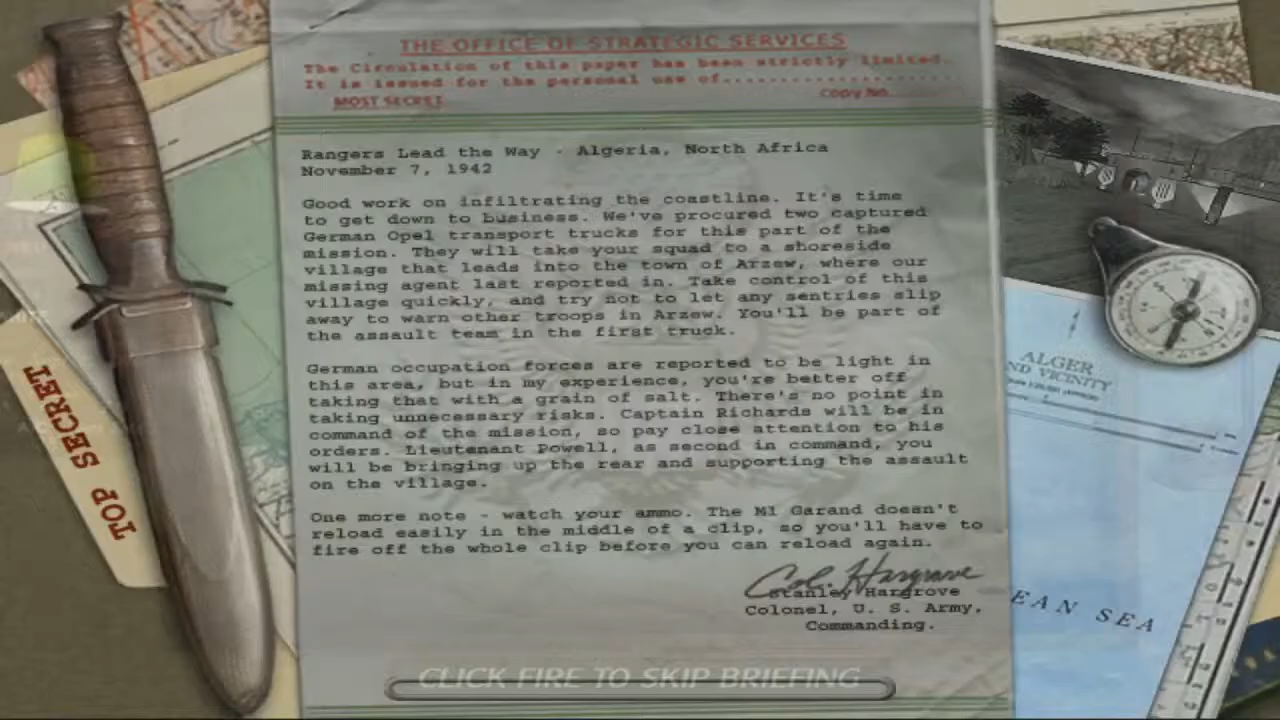 THE OFFICE OF STRATEGIC SERVICES
The Circulation of this paper has been strictly limited.
It is issued for the personal use of
MOST SECRET
Copy No.
Rangers Lead the Way - Algeria, North Africa
November 7, 1942
Good work on infiltrating the coastline. It's time
to get down to business. We've procured two captured
German Opel transport trucks for this part of the
mission. They will take your squad to a shoreside
village that leads into the town of Arzew, where our
missing agent last reported in. Take control of this
village quickly, and try not to let any sentries slip
away to warn other troops in Arzew. You'll be part of
the assault team in the first truck.
German occupation forces are reported to be light in
this area, but in my experience, you're better off
taking that with a grain of salt. There's no point in
taking unnecessary risks. Captain Richards will be in
command of the mission, so pay close attention to his
orders. Lieutenant Powell, as second in command, you
will be bringing up the rear and supporting the assault
on the village.
One more note - watch your ammo. The M1 Garand doesn't
reload easily in the middle of a clip, so you'll have to
fire off the whole clip before you can reload again.
Col. Hargrove
Stanley Hargrove
Colonel, U. S. Army,
Commanding.
CLICK FIRE TO SKIP BRIEFING
TOP SECRET
ALGER
ND VICINITY
EAN SEA